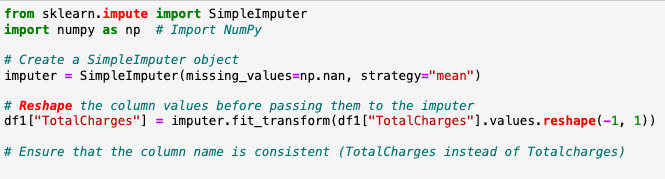 from sklearn.impute import SimpleImputer
import numpy as np  # Import NumPy
# Create a SimpleImputer object
imputer = SimpleImputer(missing_values=np.nan, strategy="mean")
# Reshape the column values before passing them to the imputer
df1["TotalCharges"] = imputer.fit_transform(df1["TotalCharges"].values.reshape(-1, 1))
# Ensure that the column name is consistent (TotalCharges instead of Totalcharges)